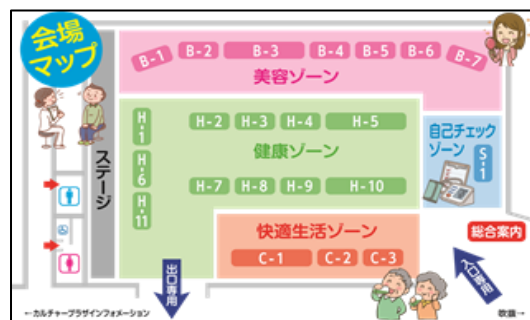 会場
マップ
B-1
B-2
B-3
B-4
B-5
B-6
B-7
美容ゾーン
ステージ
H-1
H-2
H-3
H-4
H-5
健康ゾーン
H-6
H-7
H-8
H-9
H-10
H-11
自己チェック
ゾーン
S-1
快適生活ゾーン
C-1
C-2
C-3
総合案内
出口専用
入口専用
←カルチャープラザインフォメーション
吹抜→